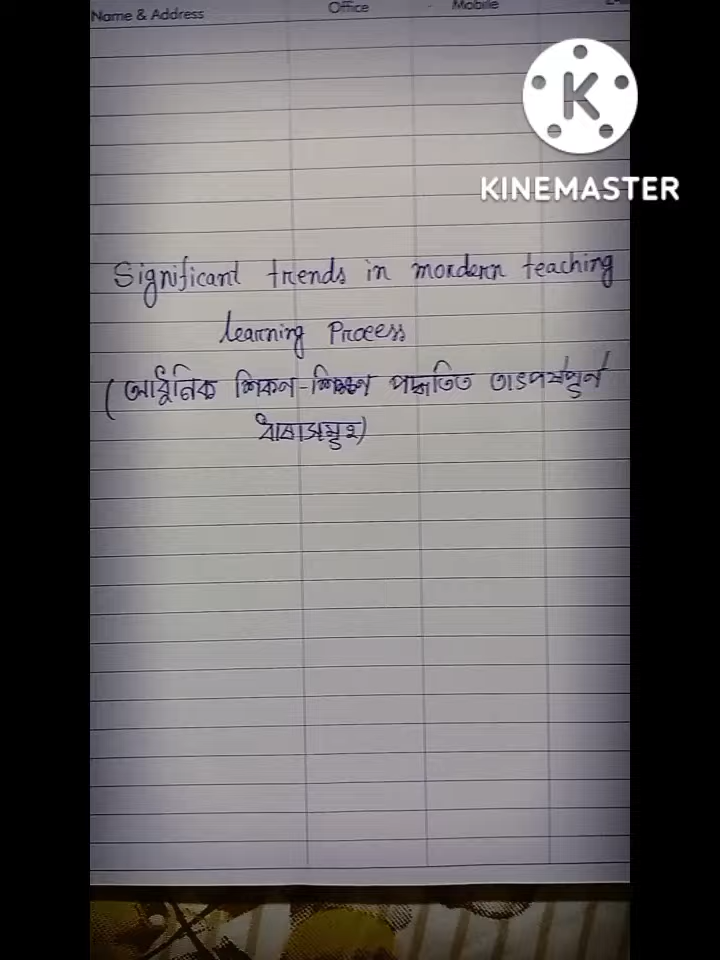 Name & Address Office Mobile
KINEMASTER
Significant trends in mordern teaching
learning Process
(আধুনিক শিকন-শিক্ষণ পদ্ধতিত তাৎপর্যপুৰ্ন
ধাৰাসমুহ)